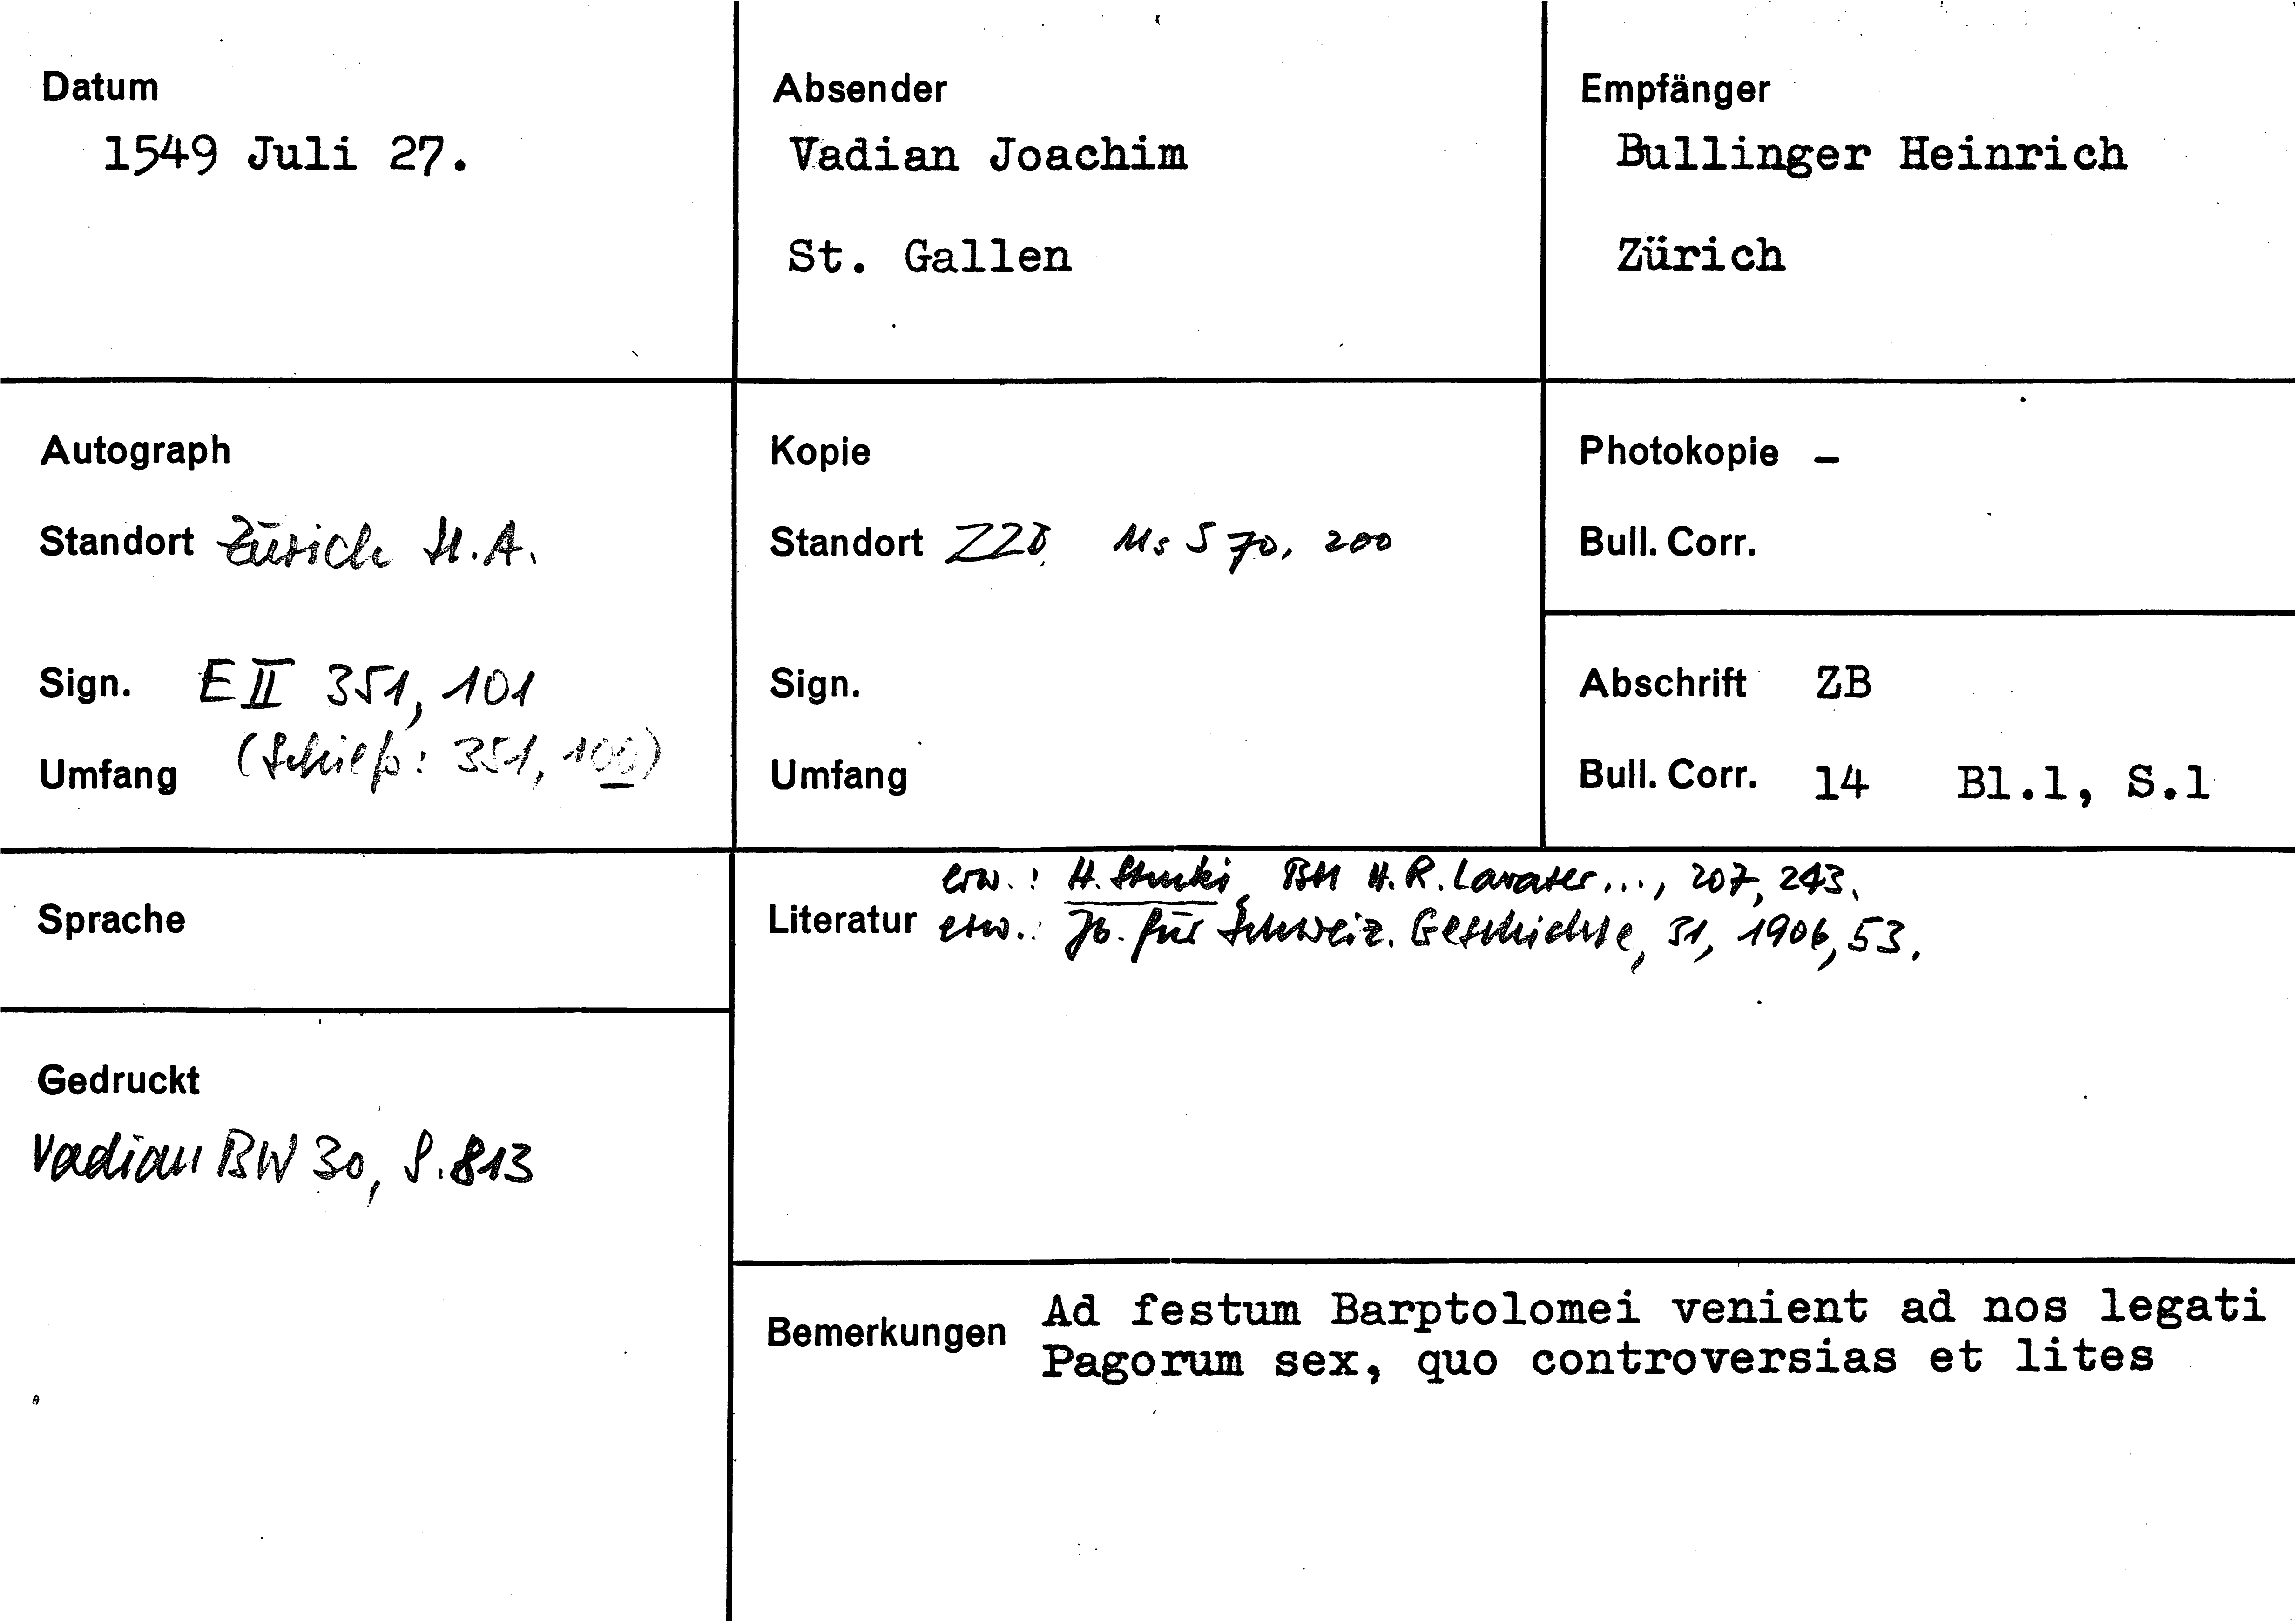 Datum
1549 Juli 27.
Absender
Vadian Joachim
St. Gallen
Empfänger
Bullinger Heinrich
Zürich
Autograph
Standort Zürich St.A.
Sign. E II 351, 101
(Schieß: 351, 100)
Umfang
Kopie
Standort ZZB Ms S 70, 200
Sign.
Umfang
Photokopie –
Bull. Corr.
Abschrift ZB
Bull. Corr. 14 Bl.1, S.1
Sprache
Gedruckt
Vadian BW 30, S. 813
erw.: H. Stucki, H. R. Lavater..., 207, 243.
Literatur erw.: Jb. für Schweiz. Geschichte, 31, 1906, 53.
Bemerkungen Ad festum Barptolomei venient ad nos legati
Pagorum sex, quo controversias et lites